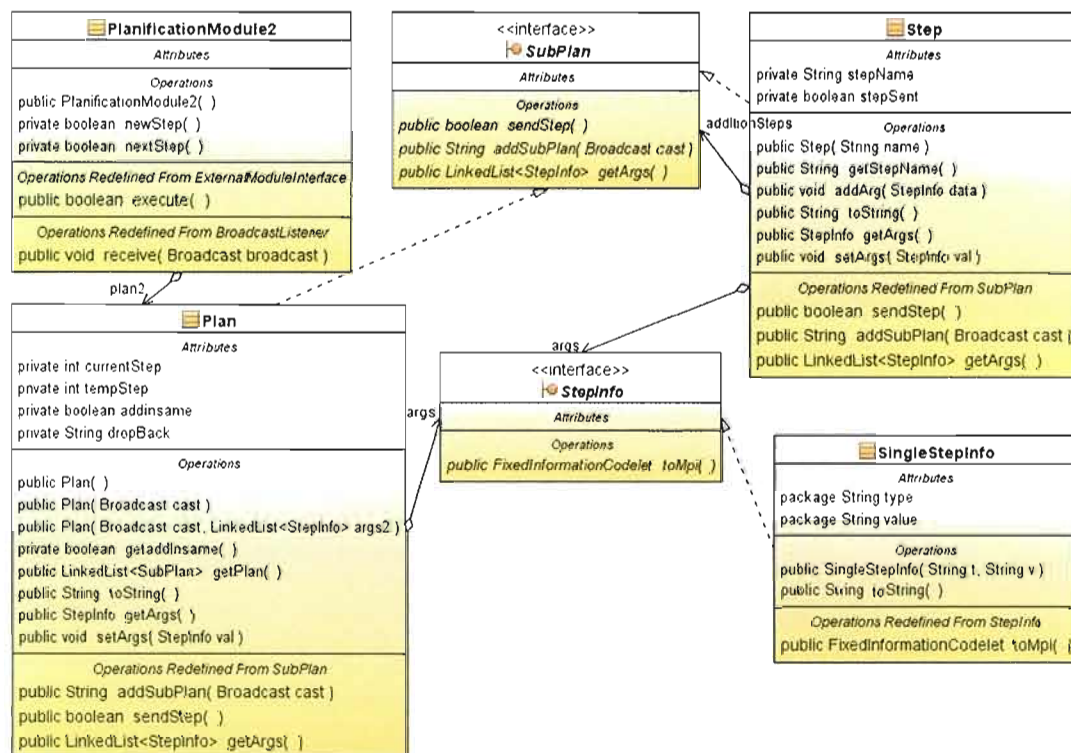 PlanificationModule2
Attributes
Operations
public PlanificationModule2( )
private boolean newStep( )
private boolean nextStep( )
Operations Redefined From ExternalModuleInterface
public boolean execute( )
Operations Redefined From BroadcastListener
public void receive( Broadcast broadcast )
plan2
<<interface>>
SubPlan
Attributes
Operations
public boolean sendStep( )
public String addSubPlan( Broadcast cast )
public LinkedList<StepInfo> getArgs( )
Step
Attributes
private String stepName
private boolean stepSent
Operations
public Step( String name )
public String getStepName( )
public void addArg( StepInfo data )
public String toString( )
public StepInfo getArgs( )
public void setArgs( StepInfo val )
Operations Redefined From SubPlan
public boolean sendStep( )
public String addSubPlan( Broadcast cast )
public LinkedList<StepInfo> getArgs( )
additionSteps
args
Plan
Attributes
private int currentStep
private int tempStep
private boolean addinsame
private String dropBack
Operations
public Plan( )
public Plan( Broadcast cast )
public Plan( Broadcast cast, LinkedList<StepInfo> args2 )
private boolean getaddInsame( )
public LinkedList<SubPlan> getPlan( )
public String toString( )
public StepInfo getArgs( )
public void setArgs( StepInfo val )
Operations Redefined From SubPlan
public String addSubPlan( Broadcast cast )
public boolean sendStep( )
public LinkedList<StepInfo> getArgs( )
args
<<interface>>
StepInfo
Attributes
Operations
public FixedInformationCodelet toMpi( )
SingleStepInfo
Attributes
package String type
package String value
Operations
public SingleStepInfo( String t, String v )
public String toString( )
Operations Redefined From StepInfo
public FixedInformationCodelet toMpi( )